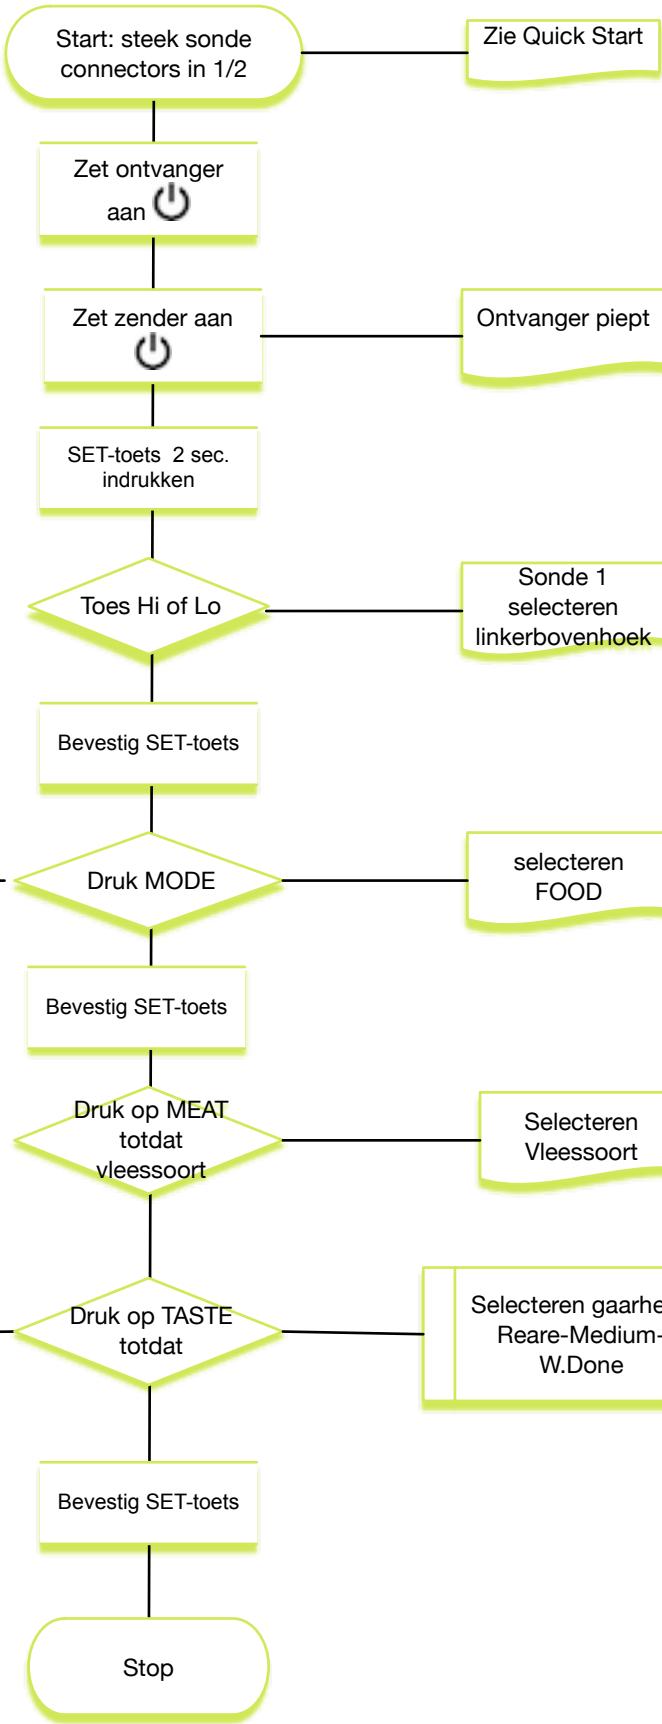 Start: steek sonde
connectors in 1/2
Zie Quick Start
Zet ontvanger
aan
Zet zender aan
Ontvanger piept
SET-toets 2 sec.
indrukken
Toes Hi of Lo
Sonde 1
selecteren
linkerbovenhoek
Bevestig SET-toets
Druk MODE
selecteren
FOOD
Bevestig SET-toets
Druk op MEAT
totdat
vleessoort
Selecteren
Vleessoort
Druk op TASTE
totdat
Selecteren gaarhe
Reare-Medium-
W.Done
Bevestig SET-toets
Stop